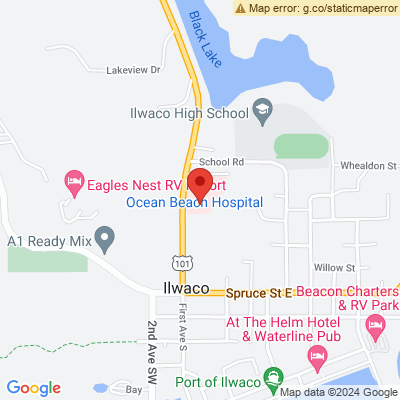 Map error: g.co/staticmaperror
Black Lake
Lakeview Dr
Ilwaco High School
School Rd
Whealdon St
Eagles Nest RV Resort
Ocean Beach Hospital
A1 Ready Mix
101
Willow St
Ilwaco
Spruce St E
Beacon Charters
& RV Park
First Ave S
2nd Ave SW
At The Helm Hotel
& Waterline Pub
Port of Ilwaco
Bay
Google
Map data ©2024 Google